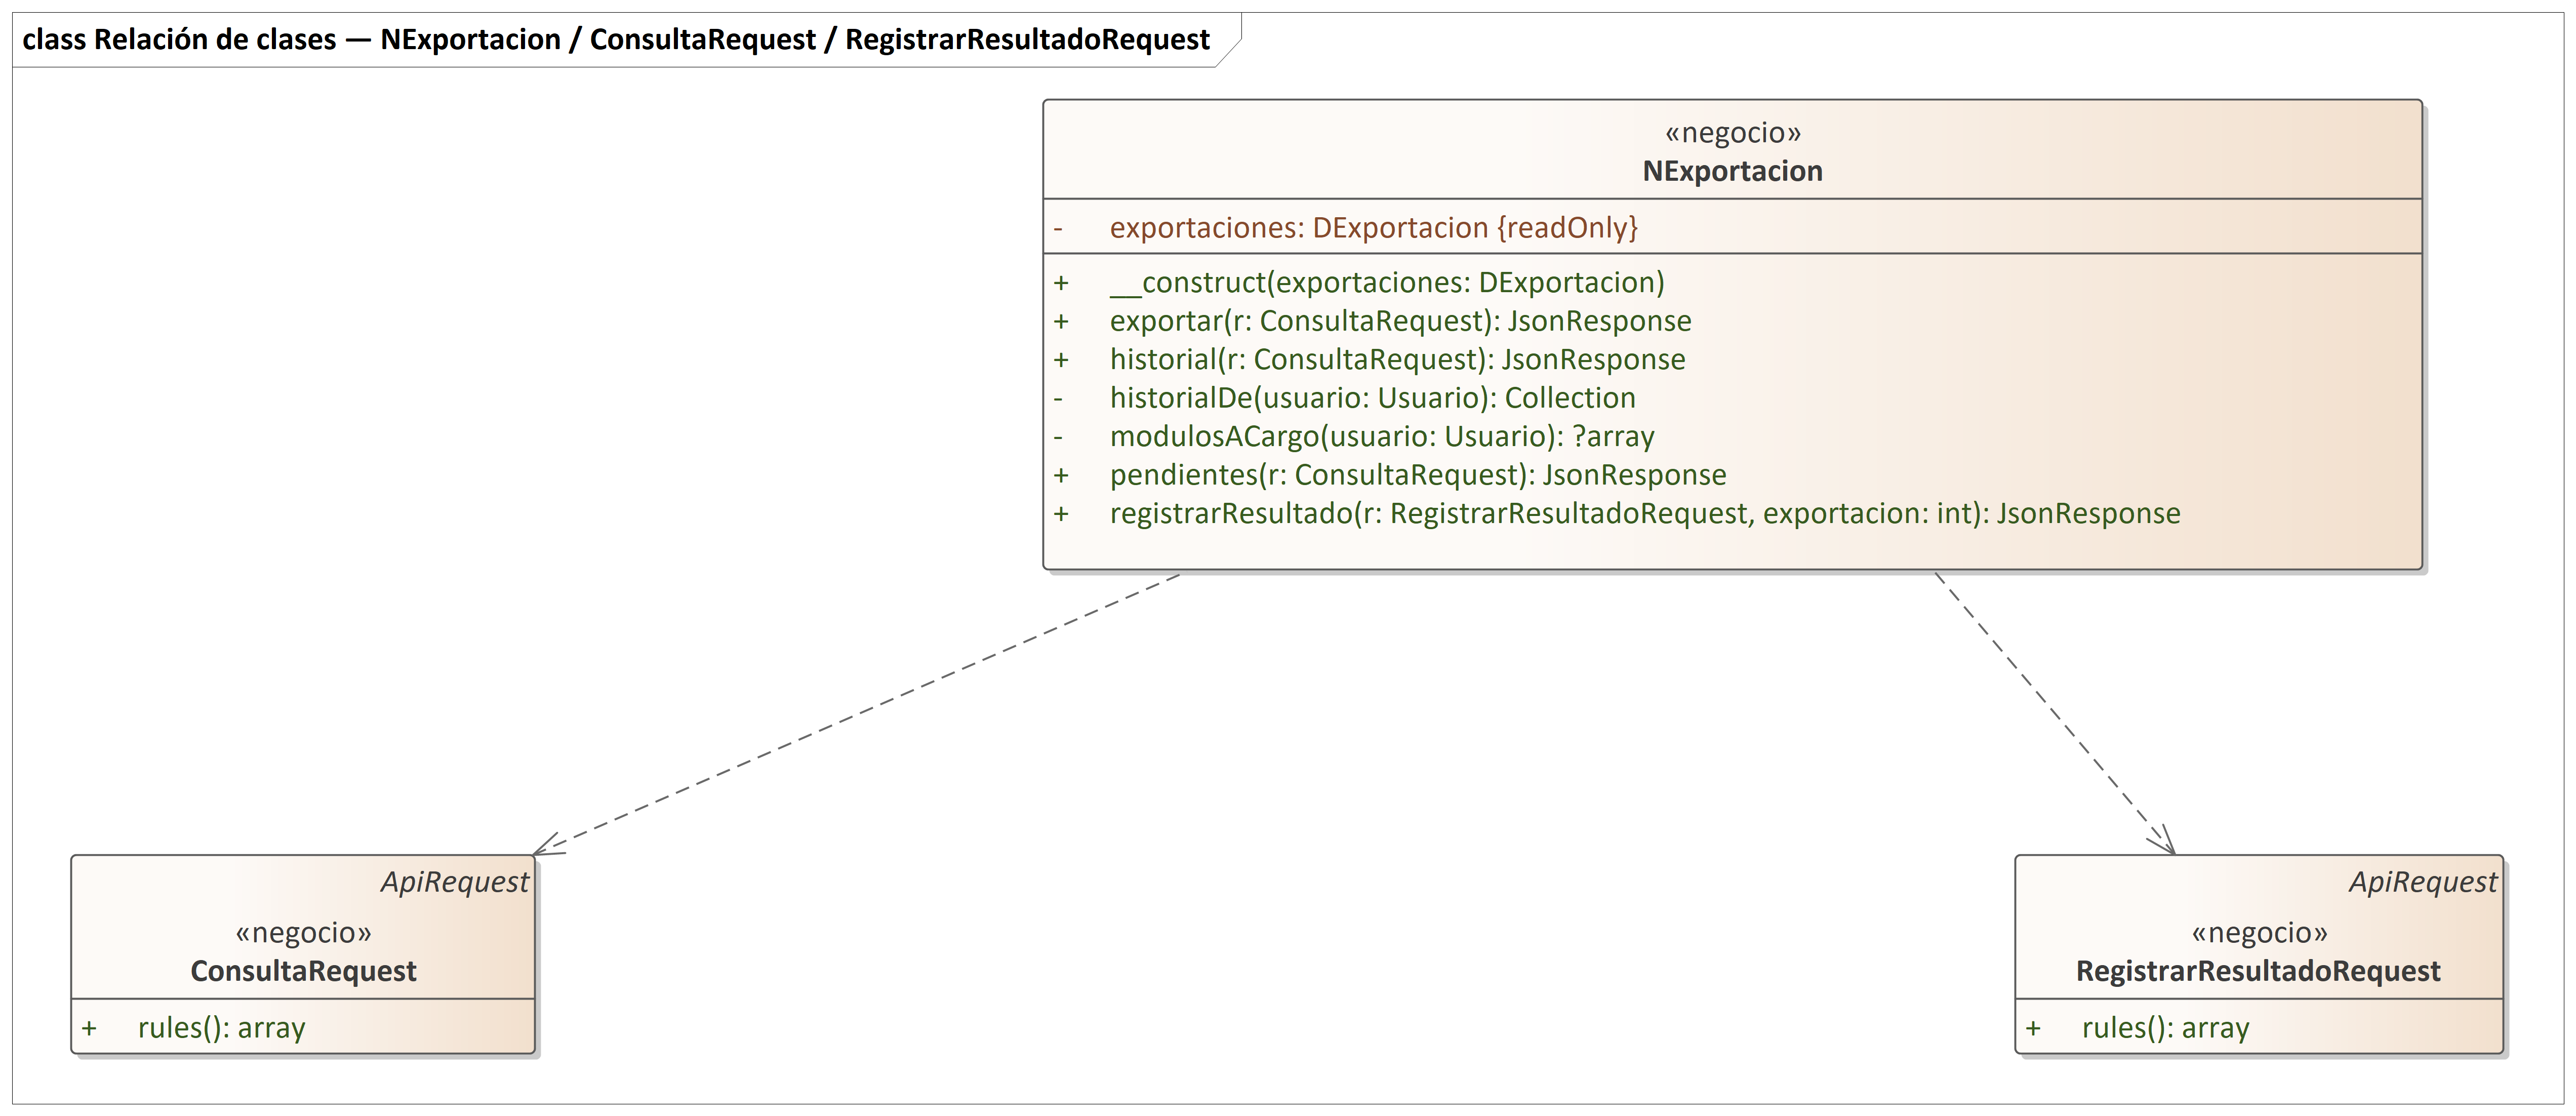 class Relación de clases — NExportacion / ConsultaRequest / RegistrarResultadoRequest
«negocio»
NExportacion
- exportaciones: DExportacion {readOnly}
+ __construct(exportaciones: DExportacion)
+ exportar(r: ConsultaRequest): JsonResponse
+ historial(r: ConsultaRequest): JsonResponse
- historialDe(usuario: Usuario): Collection
- modulosACargo(usuario: Usuario): ?array
+ pendientes(r: ConsultaRequest): JsonResponse
+ registrarResultado(r: RegistrarResultadoRequest, exportacion: int): JsonResponse
ApiRequest
«negocio»
ConsultaRequest
+ rules(): array
ApiRequest
«negocio»
RegistrarResultadoRequest
+ rules(): array